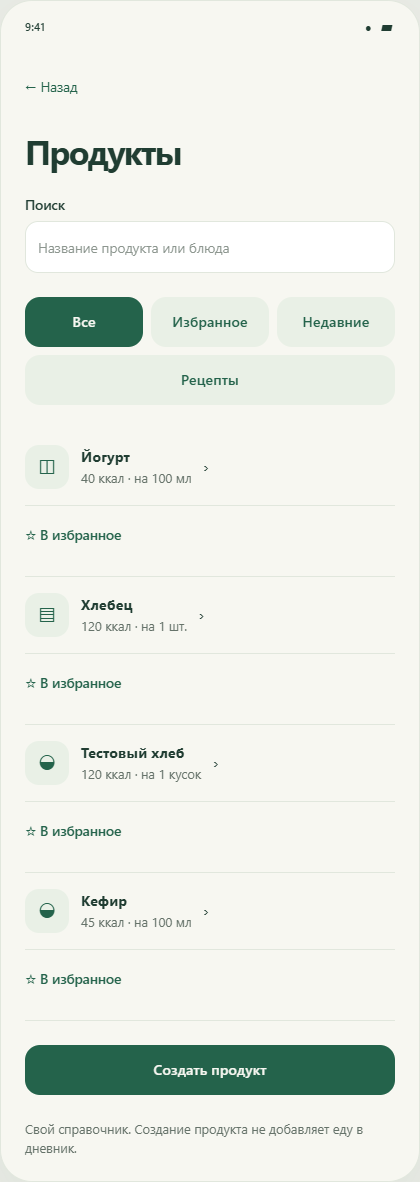 9:41
← Назад
Продукты
Поиск
Название продукта или блюда
Все
Избранное
Недавние
Рецепты
Йогурт
40 ккал · на 100 мл
›
☆ В избранное
Хлебец
120 ккал · на 1 шт.
›
☆ В избранное
Тестовый хлеб
120 ккал · на 1 кусок
›
☆ В избранное
Кефир
45 ккал · на 100 мл
›
☆ В избранное
Создать продукт
Свой справочник. Создание продукта не добавляет еду в
дневник.